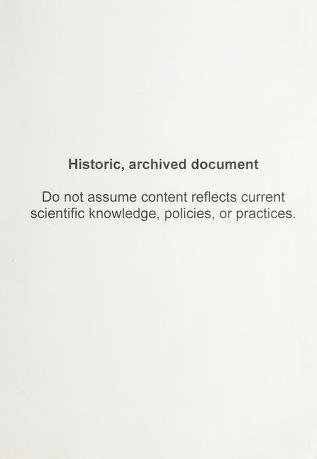 Historic, archived document
Do not assume content reflects current
scientific knowledge, policies, or practices.